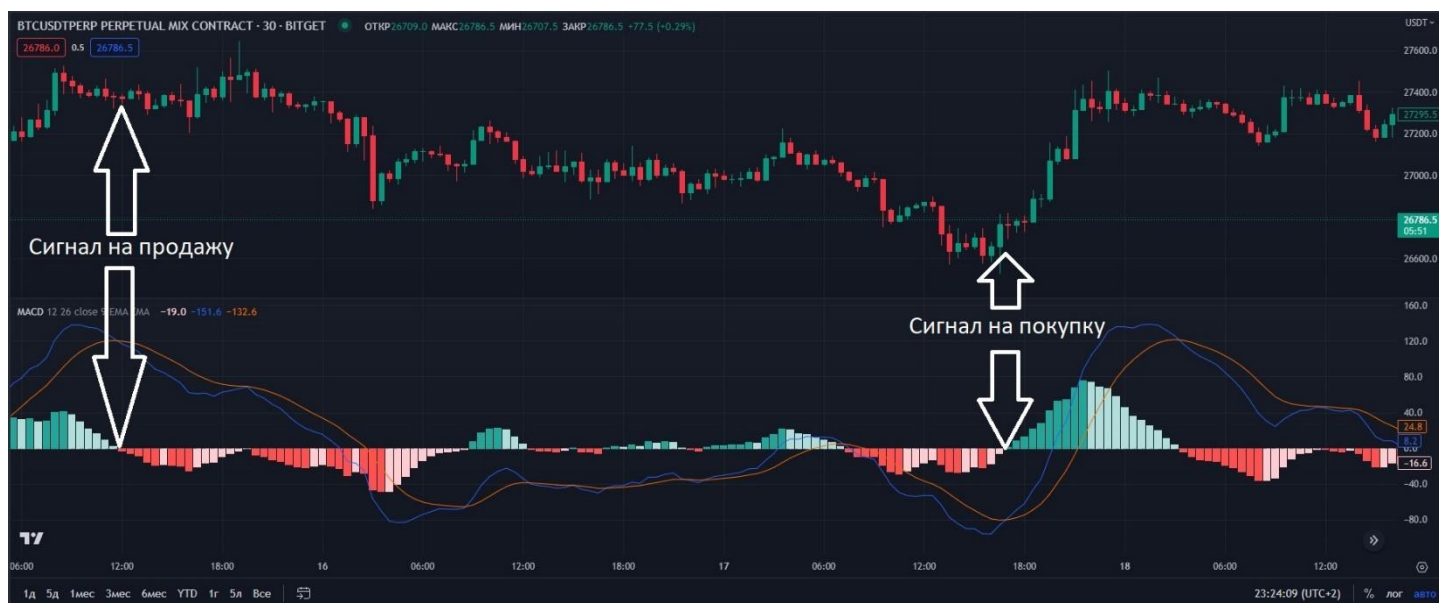 BTCUSDTPERP PERPETUAL MIX CONTRACT · 30 · BITGET ОТКР26709.0 МАКС26786.5 МИН26707.5 ЗАКР26786.5 +77.5 (+0.29%)
USDT
26786.0 0.5 26786.5
27600.0
27400.0
27295.5
27200.0
27000.0
26786.5
05:51
Сигнал на продажу
26600.0
MACD 12 26 close 9 EMA −19.0 −151.6 −132.6
160.0
Сигнал на покупку
120.0
80.0
40.0
24.8
8.2
0.0
−16.6
−40.0
−80.0
06:00 12:00 18:00 16 06:00 12:00 18:00 17 06:00 12:00 18:00 18 06:00 12:00
1д 5д 1мес 3мес 6мес YTD 1г 5л Все 23:24:09 (UTC+2) % лог авто